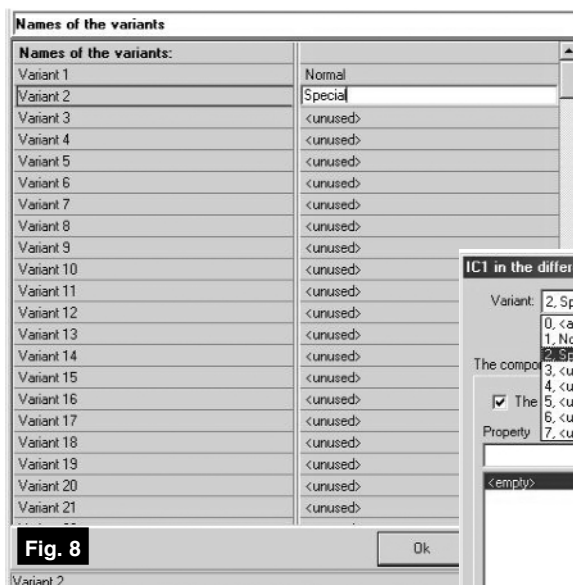 Names of the variants
Names of the variants:
Variant 1 Normal
Variant 2 Special
Variant 3 <unused>
Variant 4 <unused>
Variant 5 <unused>
Variant 6 <unused>
Variant 7 <unused>
Variant 8 <unused>
Variant 9 <unused>
Variant 10 <unused>
Variant 11 <unused>
Variant 12 <unused>
Variant 13 <unused>
Variant 14 <unused>
Variant 15 <unused>
Variant 16 <unused>
Variant 17 <unused>
Variant 18 <unused>
Variant 19 <unused>
Variant 20 <unused>
Variant 21 <unused>
Fig. 8
Ok
Variant 2
IC1 in the differe
Variant: 2, Sp
0, <a
1, No
2, Sp
3, <u
4, <u
5, <u
6, <u
7, <u
The compo
The
Property
<empty>